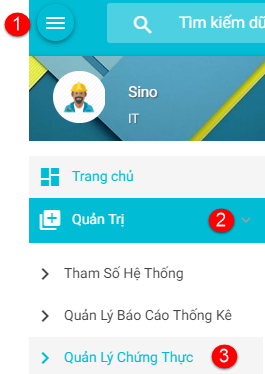 1
Tìm kiếm dữ
Sino
IT
Trang chủ
Quản Trị 2
Tham Số Hệ Thống
Quản Lý Báo Cáo Thống Kê
Quản Lý Chứng Thực 3